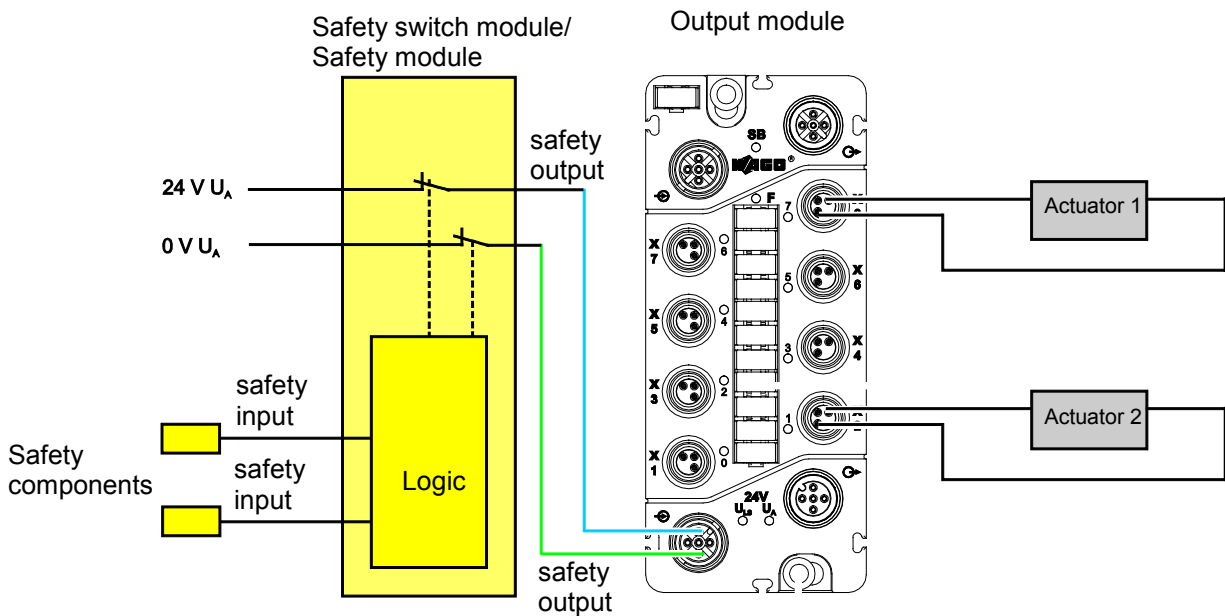 Safety switch module/
Safety module
Output module
safety
output
24 V U_A
0 V U_A
SB
WAGO®
F
7
X
6
X
7
5
X
6
4
X
5
3
X
4
2
X
3
1
0
X
1
safety
input
safety
input
Safety
components
Logic
24V
U_LS U_A
safety
output
Actuator 1
Actuator 2